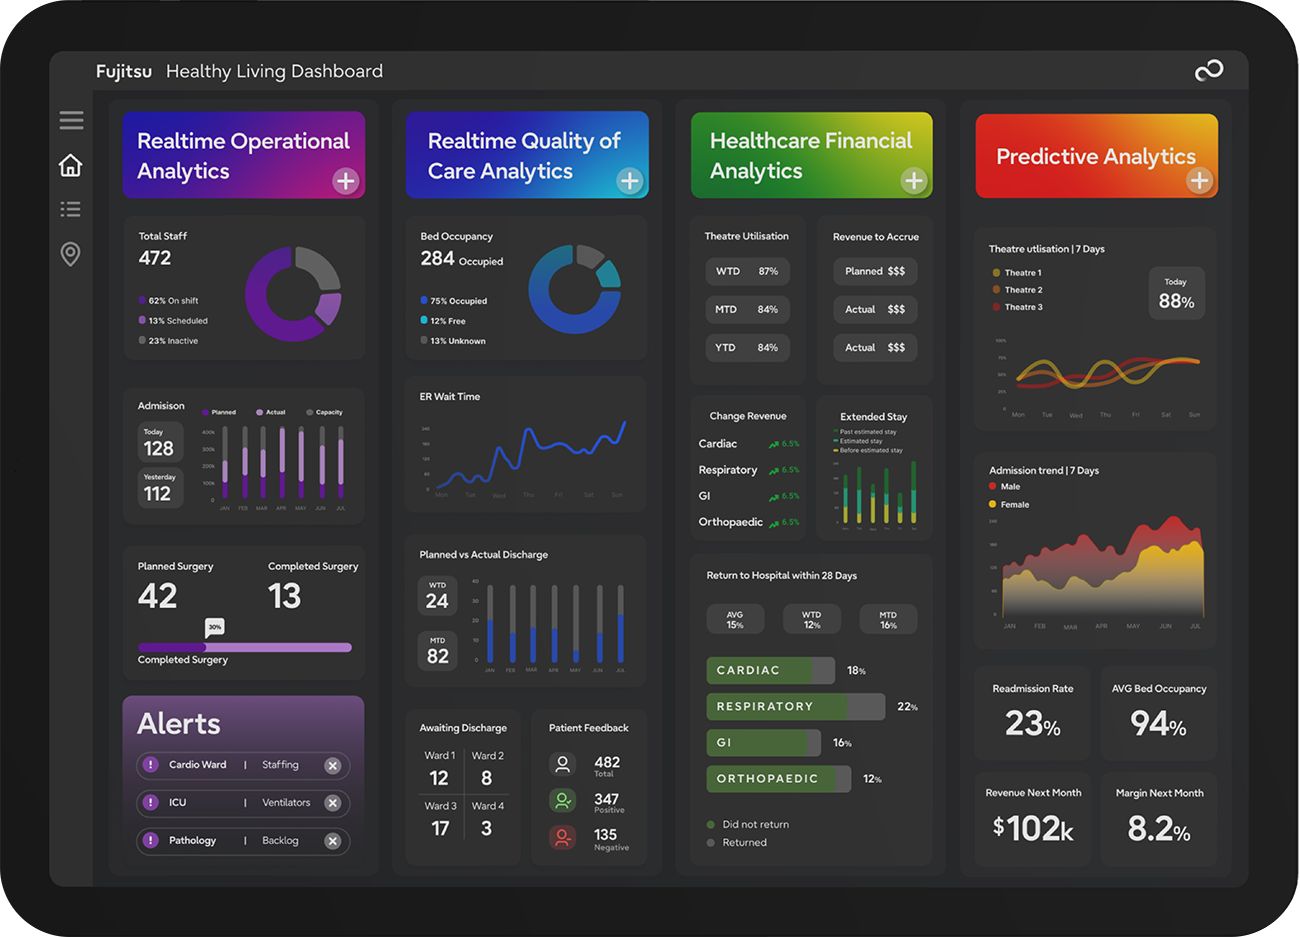 Fujitsu Healthy Living Dashboard
Realtime Operational
Analytics
Total Staff
472
62% On shift
13% Scheduled
23% Inactive
Admisison
Planned
Actual
Capacity
Today
128
Yesterday
112
400k
300k
200k
100k
0
JAN FEB MAR APR MAY JUN JUL
Planned Surgery
42
Completed Surgery
13
30%
Completed Surgery
Alerts
Cardio Ward | Staffing
ICU | Ventilators
Pathology | Backlog
Realtime Quality of
Care Analytics
Bed Occupancy
284 Occupied
75% Occupied
12% Free
13% Unknown
ER Wait Time
240
180
120
60
0
Mon Tue Wed Thu Fri Sat Sun
Planned vs Actual Discharge
WTD
24
MTD
82
40
30
20
10
0
JAN FEB MAR APR MAY JUN JUL
Awaiting Discharge
Ward 1
12
Ward 2
8
Ward 3
17
Ward 4
3
Patient Feedback
482
Total
347
Positive
135
Negative
Healthcare Financial
Analytics
Theatre Utilisation
WTD 87%
MTD 84%
YTD 84%
Revenue to Accrue
Planned $$$
Actual $$$
Actual $$$
Change Revenue
Cardiac 6.5%
Respiratory 6.5%
GI 6.5%
Orthopaedic 6.5%
Extended Stay
Past estimated stay
Estimated stay
Before estimated stay
Return to Hospital within 28 Days
AVG
15%
WTD
12%
MTD
16%
CARDIAC 18%
RESPIRATORY 22%
GI 16%
ORTHOPAEDIC 12%
Did not return
Returned
Predictive Analytics
Theatre utlisation | 7 Days
Theatre 1
Theatre 2
Theatre 3
Today
88%
100%
75%
50%
25%
0
Mon Tue Wed Thu Fri Sat Sun
Admission trend | 7 Days
Male
Female
240
180
120
60
0
JAN FEB MAR APR MAY JUN JUL
Readmission Rate
23%
AVG Bed Occupancy
94%
Revenue Next Month
$102k
Margin Next Month
8.2%